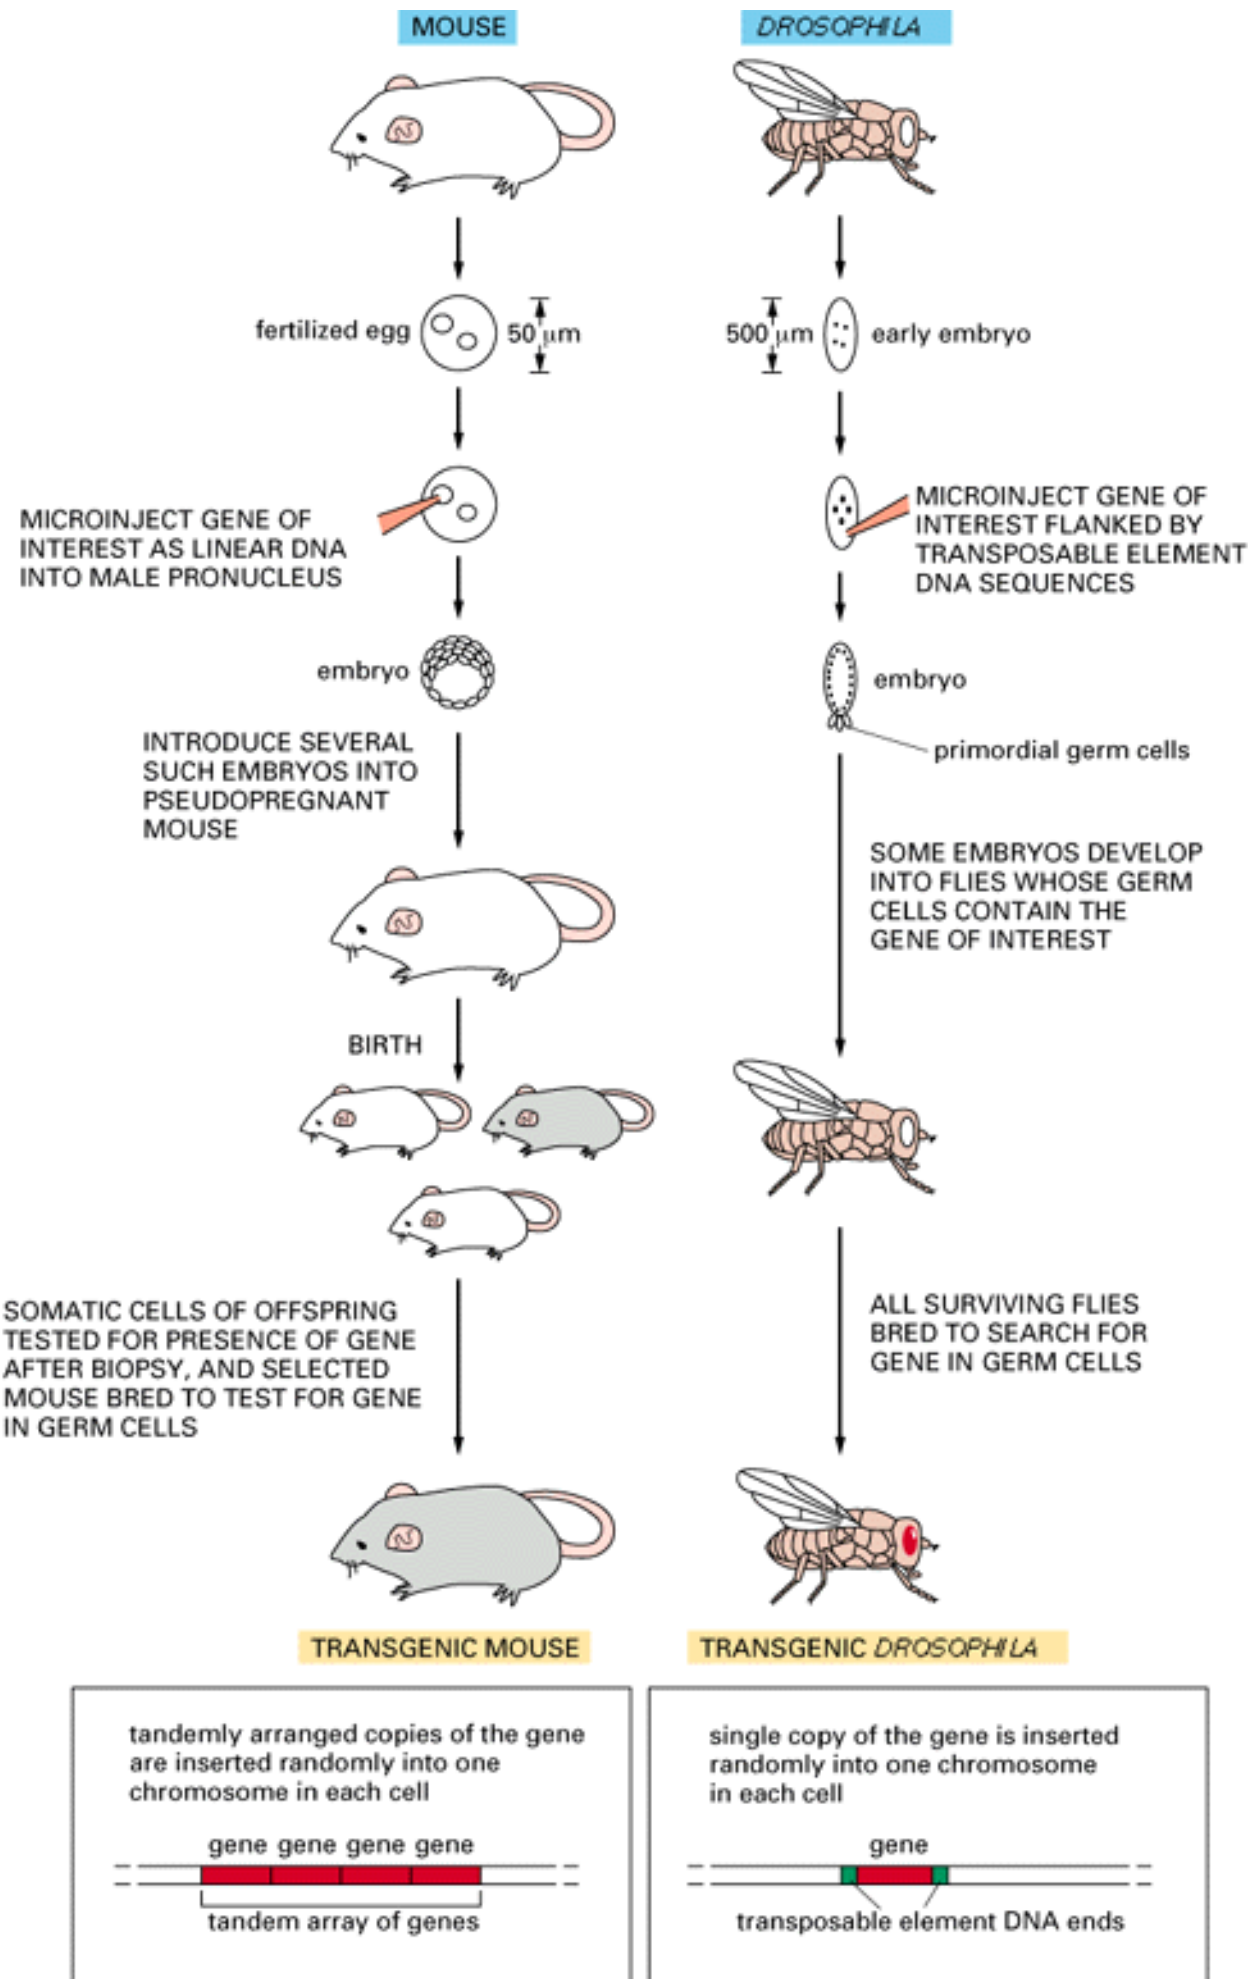 MOUSE
DROSOPHILA
fertilized egg
50 μm
500 μm
early embryo
MICROINJECT GENE OF
INTEREST AS LINEAR DNA
INTO MALE PRONUCLEUS
MICROINJECT GENE OF
INTEREST FLANKED BY
TRANSPOSABLE ELEMENT
DNA SEQUENCES
embryo
embryo
primordial germ cells
INTRODUCE SEVERAL
SUCH EMBRYOS INTO
PSEUDOPREGNANT
MOUSE
SOME EMBRYOS DEVELOP
INTO FLIES WHOSE GERM
CELLS CONTAIN THE
GENE OF INTEREST
BIRTH
SOMATIC CELLS OF OFFSPRING
TESTED FOR PRESENCE OF GENE
AFTER BIOPSY, AND SELECTED
MOUSE BRED TO TEST FOR GENE
IN GERM CELLS
ALL SURVIVING FLIES
BRED TO SEARCH FOR
GENE IN GERM CELLS
TRANSGENIC MOUSE
TRANSGENIC DROSOPHILA
tandemly arranged copies of the gene
are inserted randomly into one
chromosome in each cell
gene gene gene gene
tandem array of genes
single copy of the gene is inserted
randomly into one chromosome
in each cell
gene
transposable element DNA ends